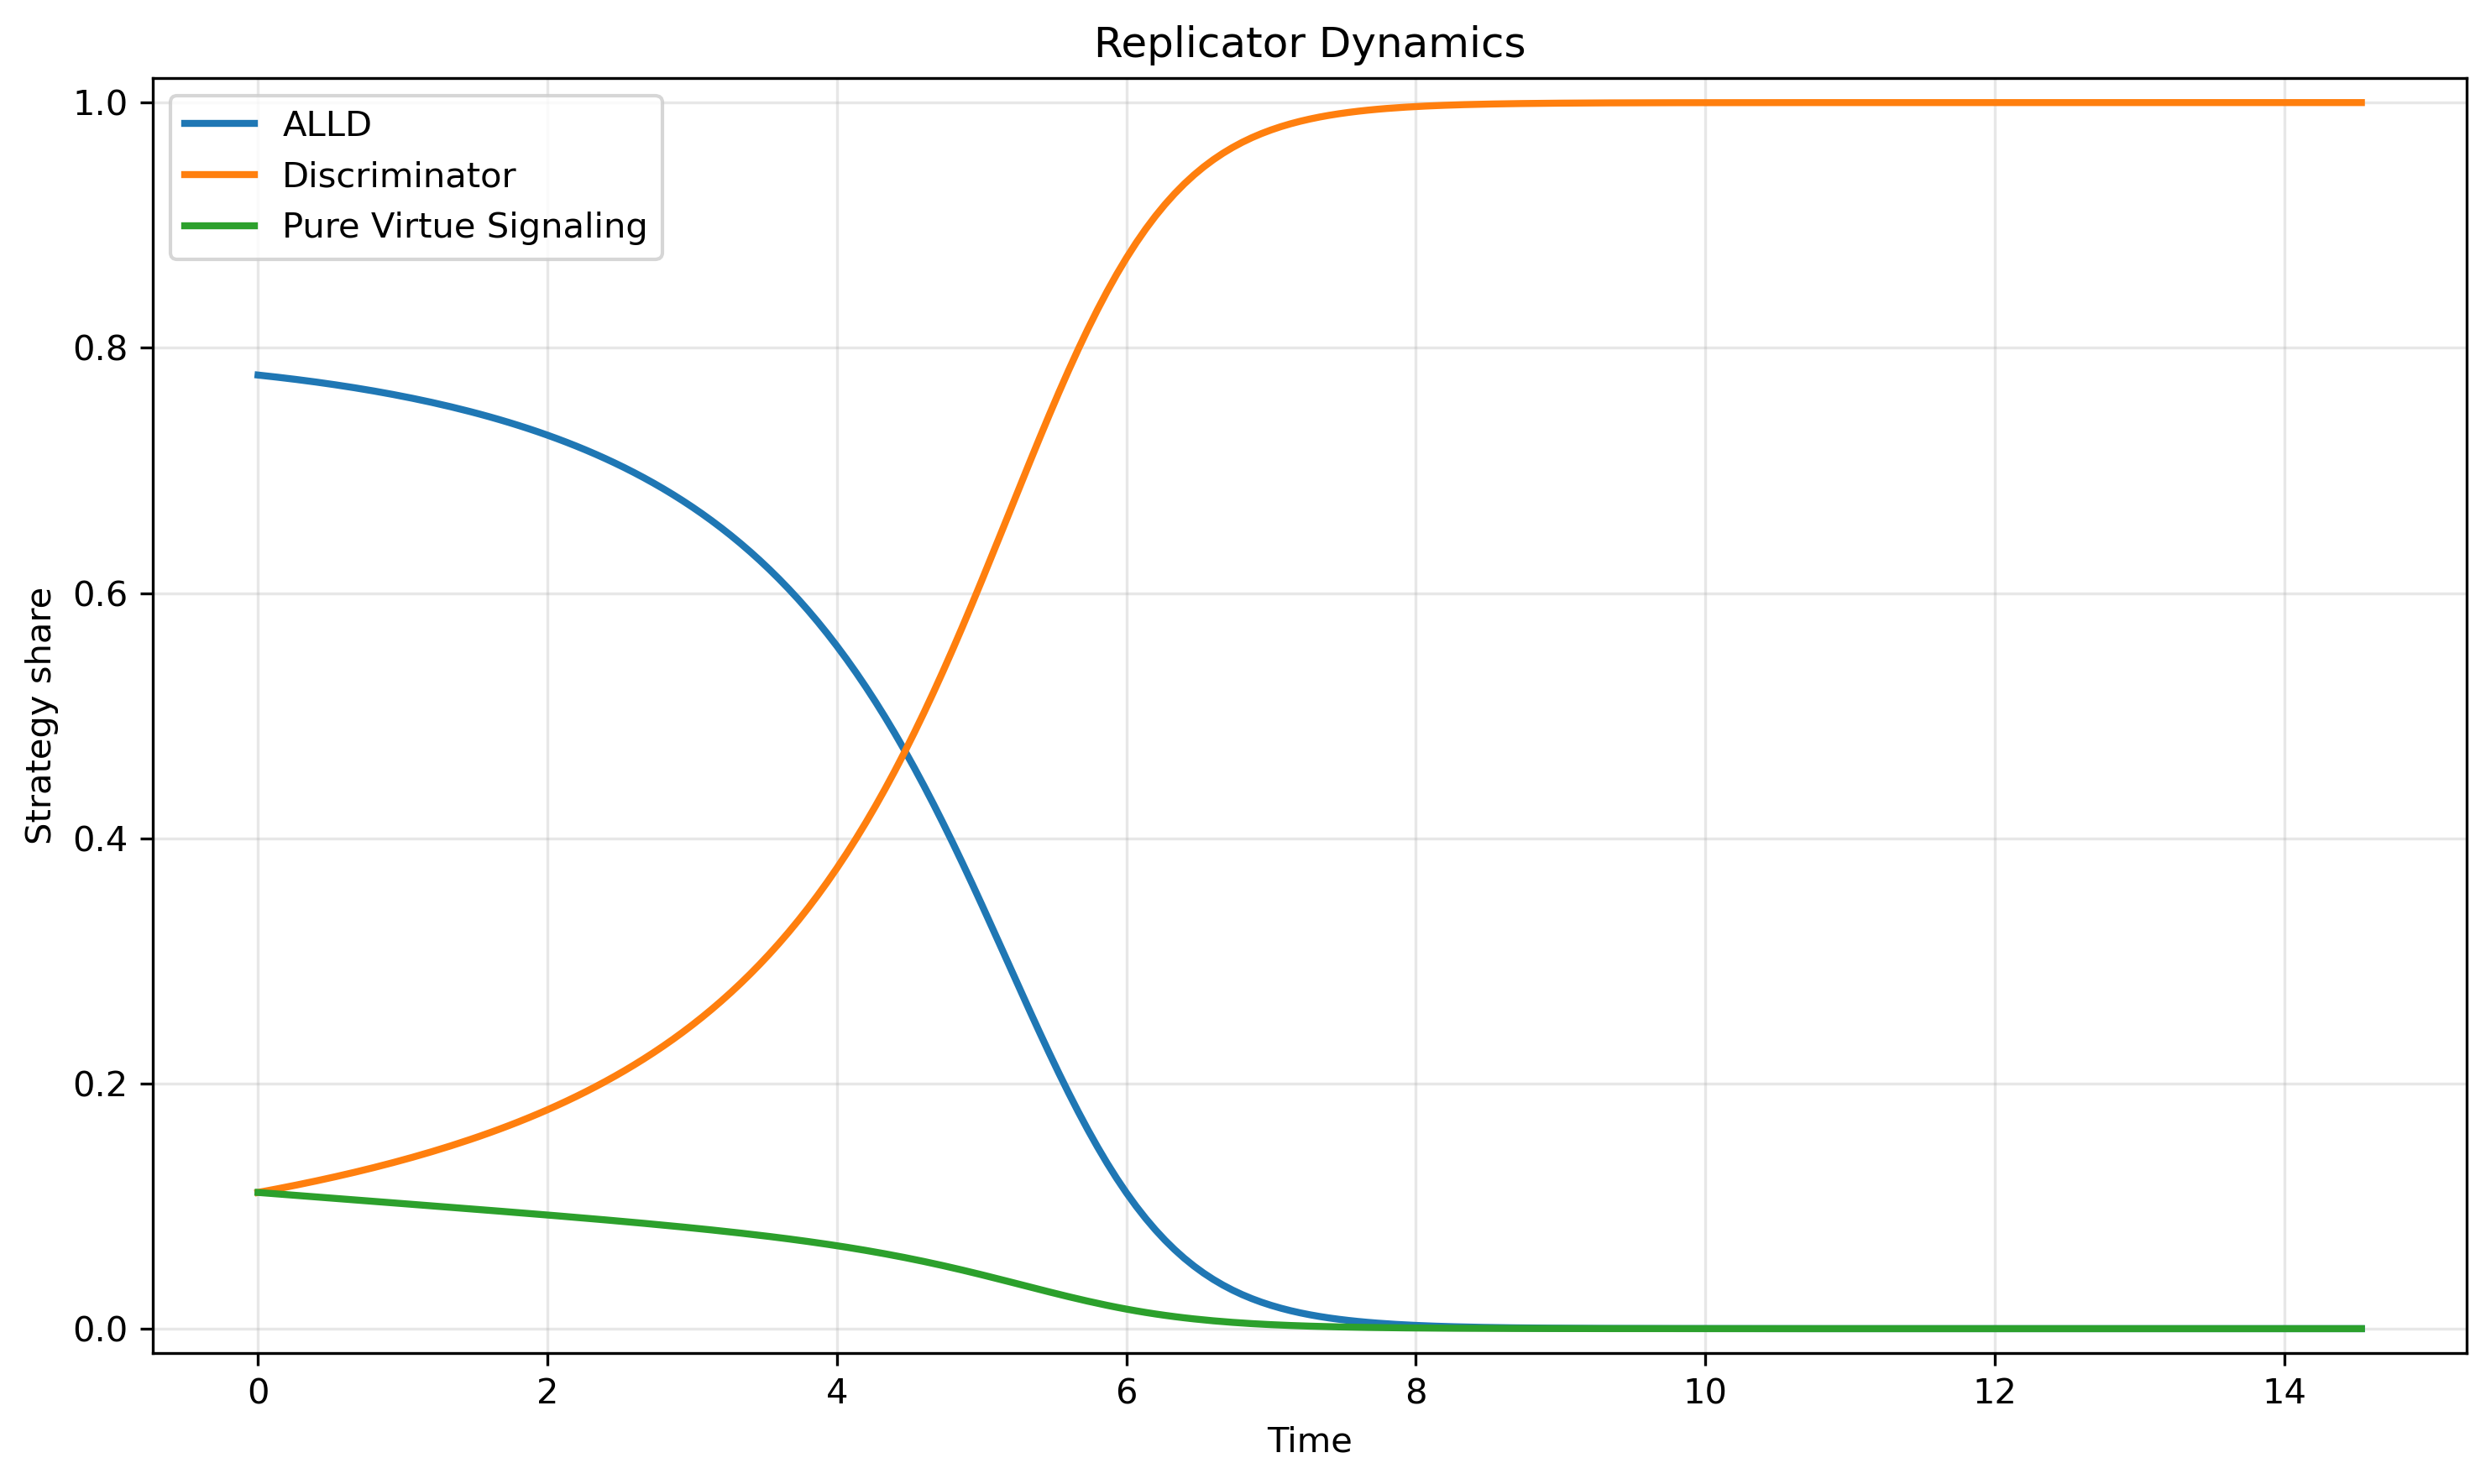 Replicator Dynamics
ALLD
Discriminator
Pure Virtue Signaling
Strategy share
1.0
0.8
0.6
0.4
0.2
0.0
0 2 4 6 8 10 12 14
Time